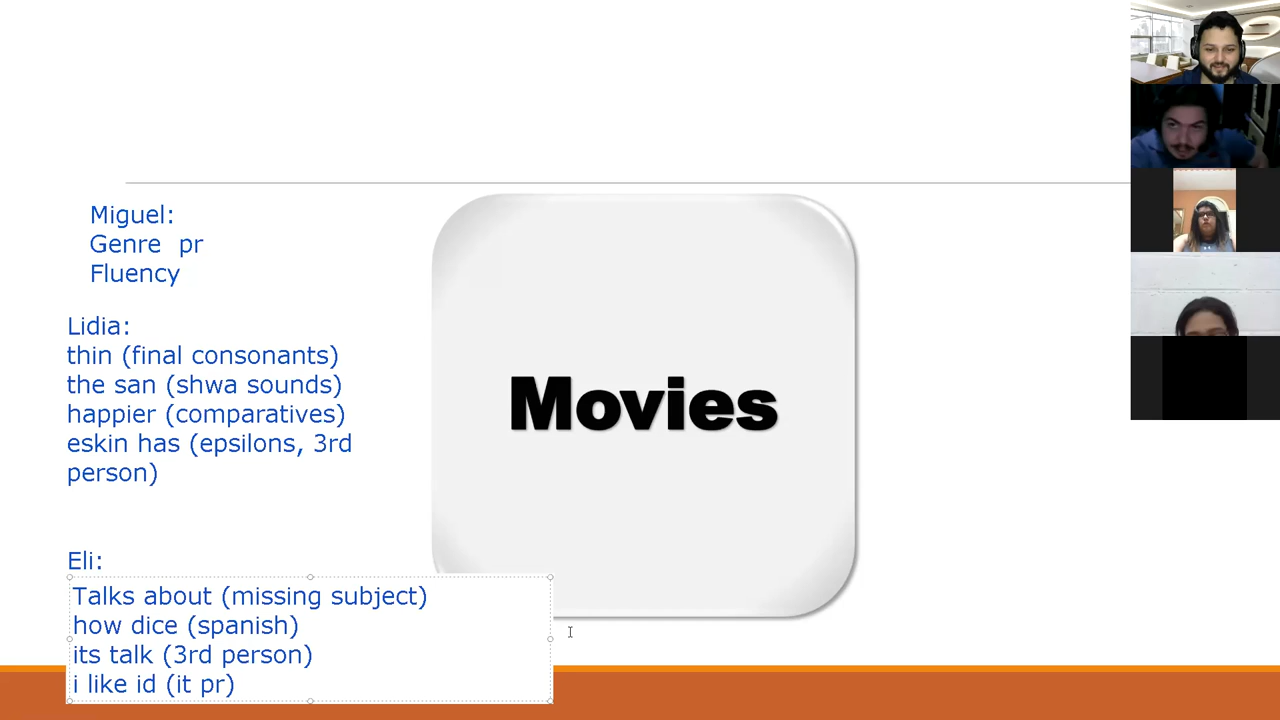 Miguel:
Genre  pr
Fluency
Lidia:
thin (final consonants)
the san (shwa sounds)
happier (comparatives)
eskin has (epsilons, 3rd
person)
Movies
Eli:
Talks about (missing subject)
how dice (spanish)
its talk (3rd person)
i like id (it pr)